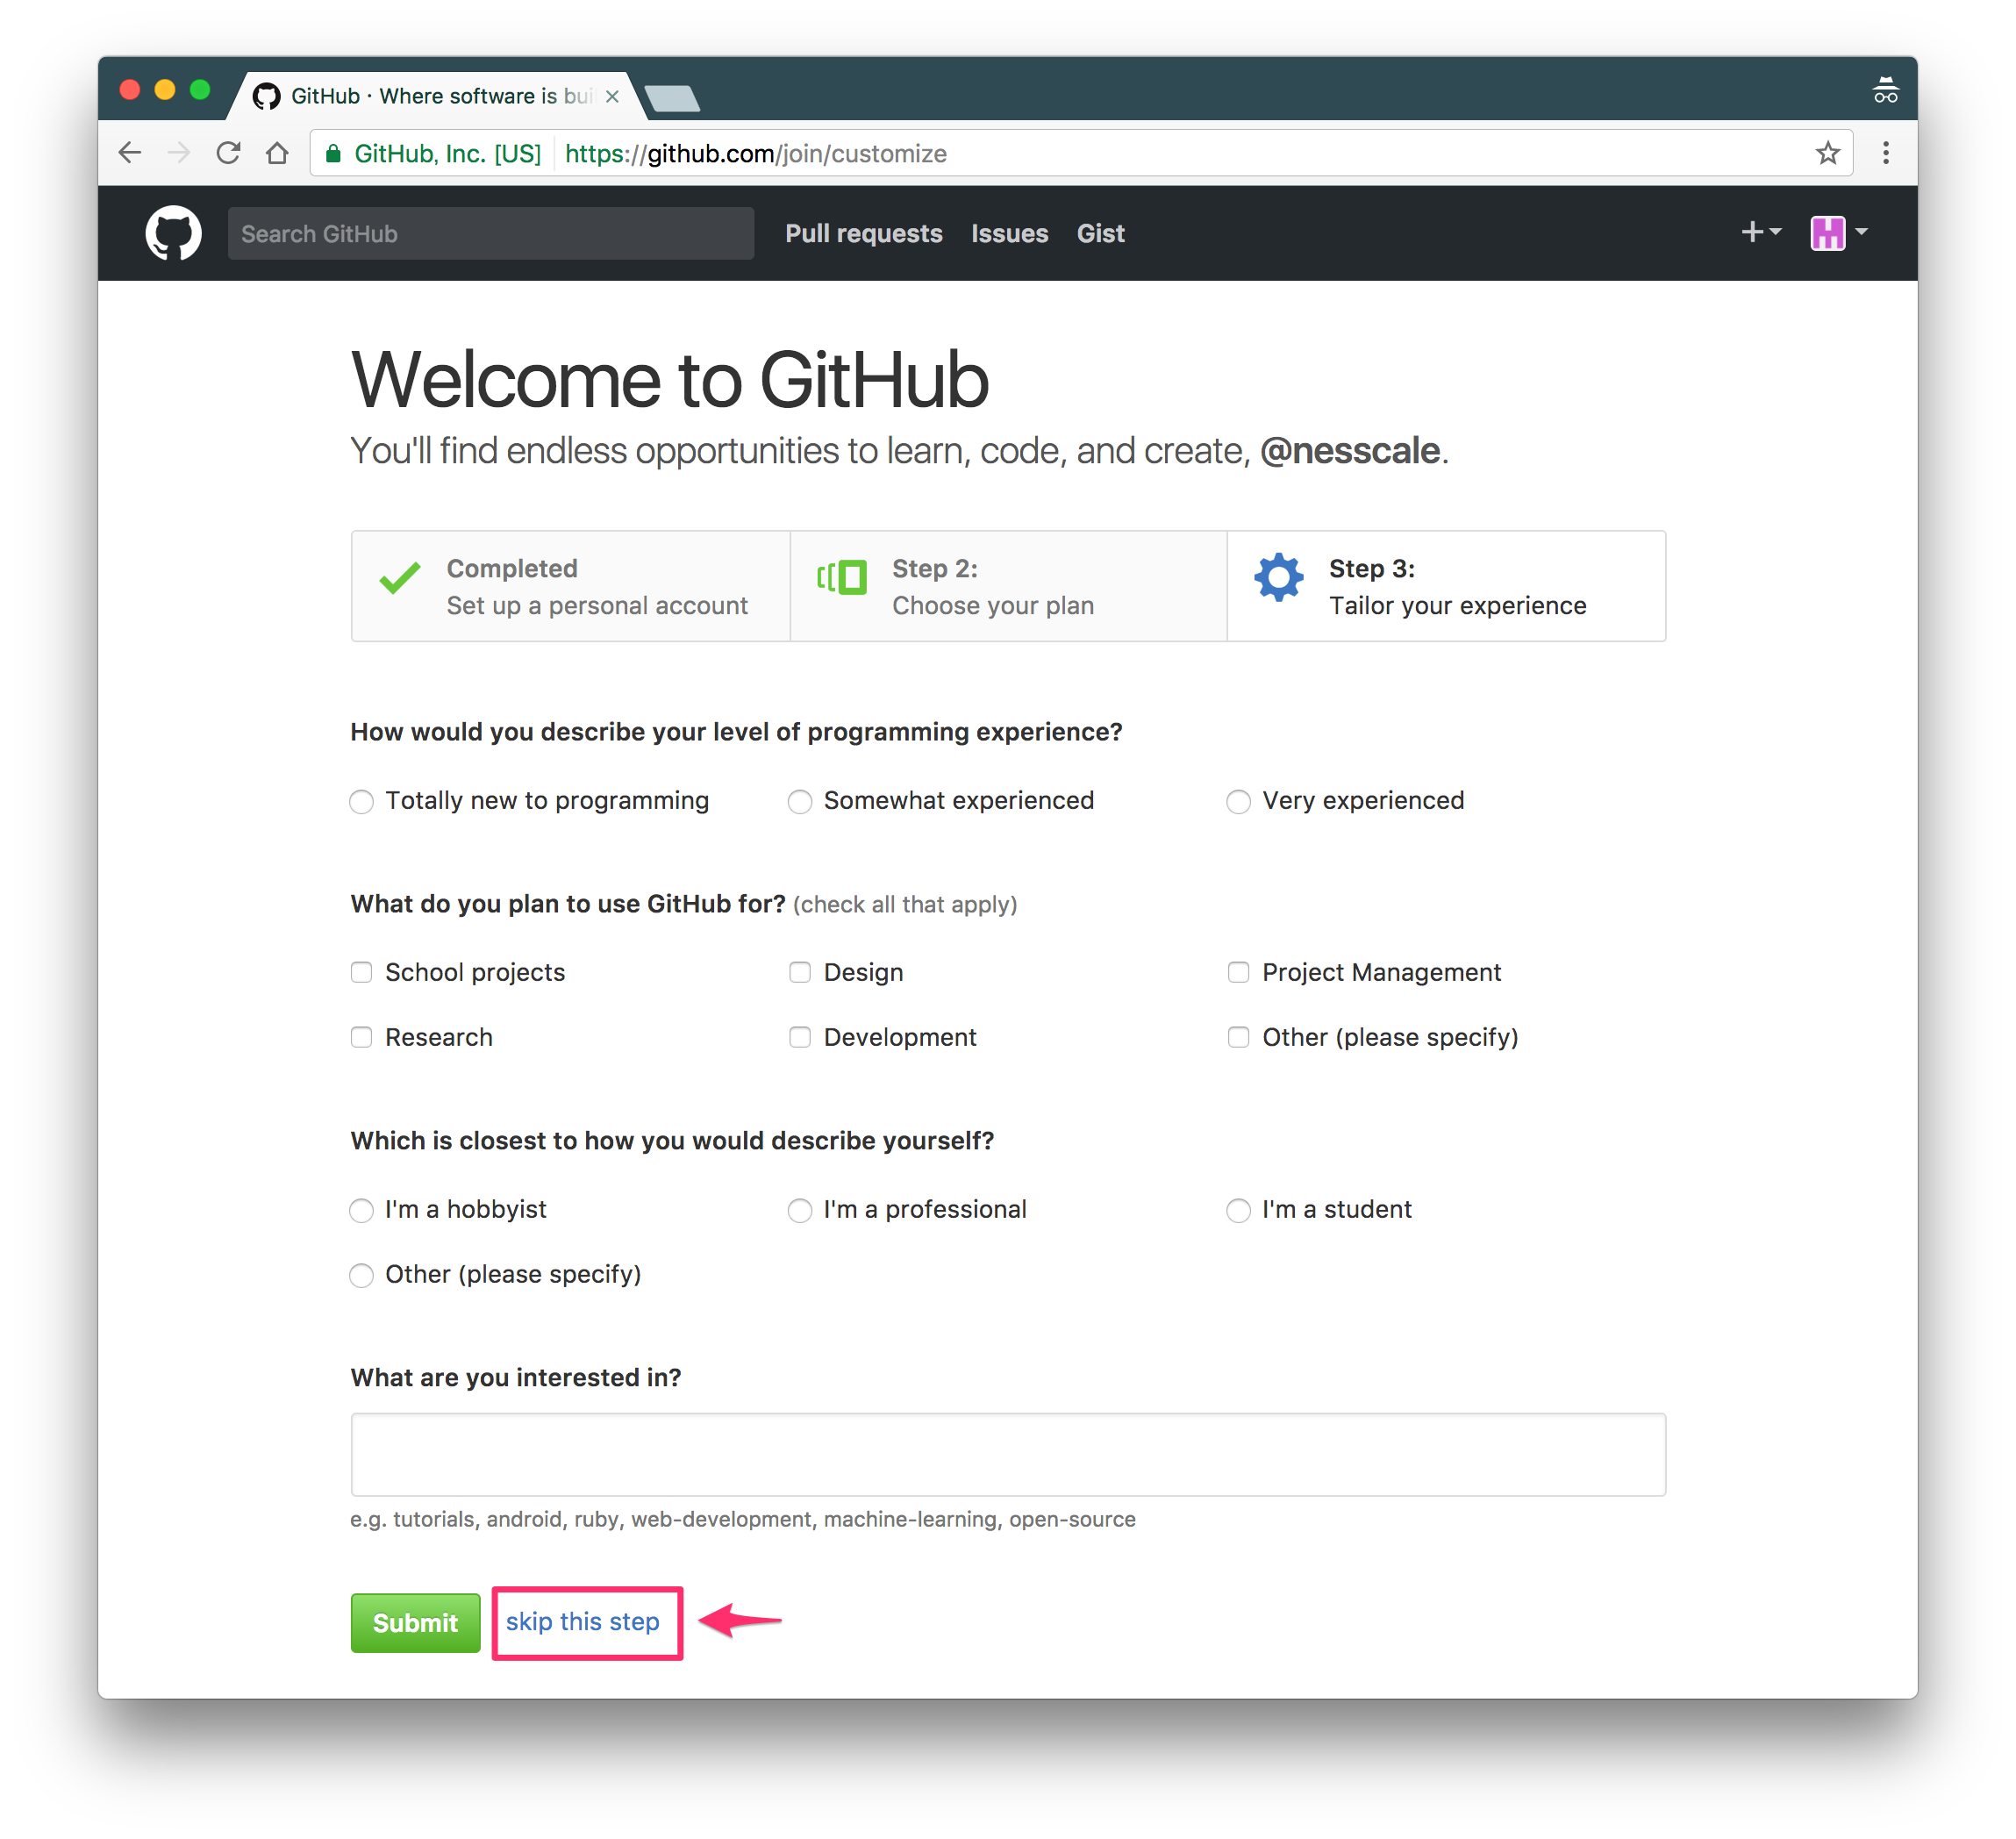 GitHub · Where software is bui
GitHub, Inc. [US] https://github.com/join/customize
Search GitHub Pull requests Issues Gist
Welcome to GitHub
You'll find endless opportunities to learn, code, and create, @nesscale.
Completed
Set up a personal account
Step 2:
Choose your plan
Step 3:
Tailor your experience
How would you describe your level of programming experience?
Totally new to programming Somewhat experienced Very experienced
What do you plan to use GitHub for? (check all that apply)
School projects Design Project Management
Research Development Other (please specify)
Which is closest to how you would describe yourself?
I'm a hobbyist I'm a professional I'm a student
Other (please specify)
What are you interested in?
e.g. tutorials, android, ruby, web-development, machine-learning, open-source
Submit skip this step